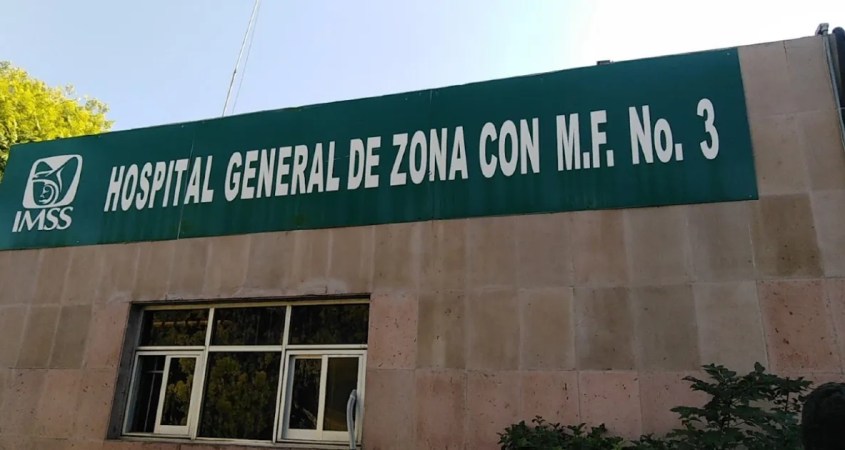 HOSPITAL GENERAL DE ZONA CON M.F. No. 3
IMSS